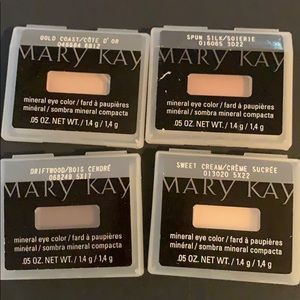 GOLD COAST/CÔTE D'OR
MARY KAY
mineral eye color / fard à paupières
minéral / sombra mineral compacta
.05 OZ. NET WT. / 1,4 g / 1,4 g
SPUN SILK/SOIERIE
016065 3D22
MARY KAY
mineral eye color / fard à paupières
minéral / sombra mineral compacta
.05 OZ. NET WT. / 1,4 g / 1,4 g
DRIFTWOOD/BOIS CENDRÉ
MARY KAY
mineral eye color / fard à paupières
minéral / sombra mineral compacta
.05 OZ. NET WT. / 1,4 g / 1,4 g
SWEET CREAM/CRÈME SUCRÉE
013020 5X22
MARY KAY
mineral eye color / fard à paupières
minéral / sombra mineral compacta
.05 OZ. NET WT. / 1,4 g / 1,4 g